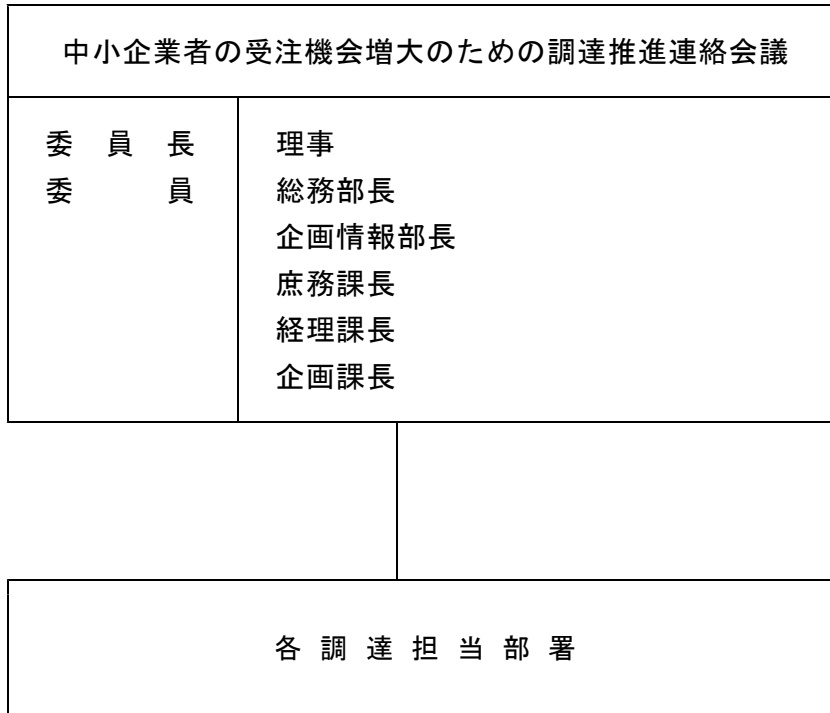 中小企業者の受注機会増大のための調達推進連絡会議
委員長 理事
委員 総務部長
企画情報部長
庶務課長
経理課長
企画課長
各調達担当部署